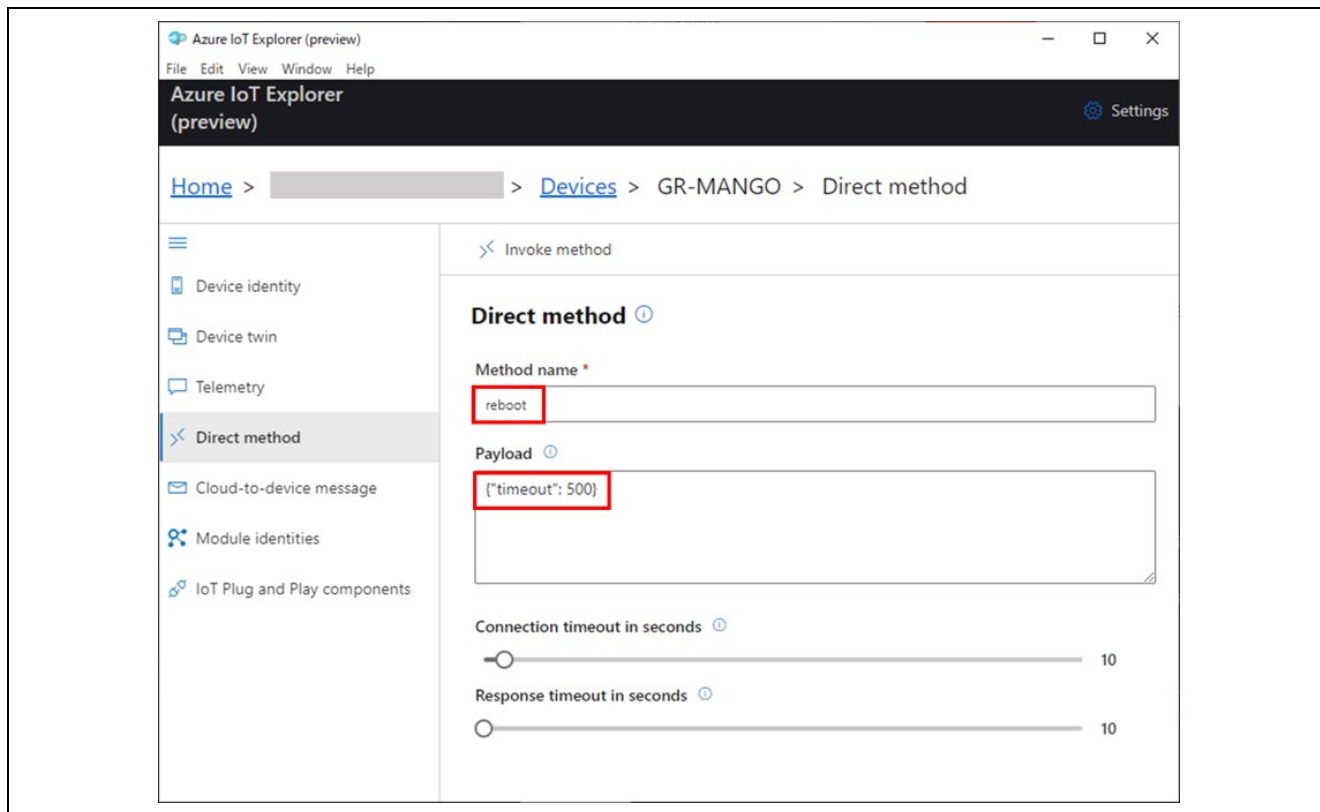 Azure IoT Explorer (preview)
File Edit View Window Help
Azure IoT Explorer
(preview)
Settings
Home > > Devices > GR-MANGO > Direct method
Device identity
Device twin
Telemetry
Direct method
Cloud-to-device message
Module identities
IoT Plug and Play components
Invoke method
Direct method
Method name *
reboot
Payload
{"timeout": 500}
Connection timeout in seconds
10
Response timeout in seconds
10